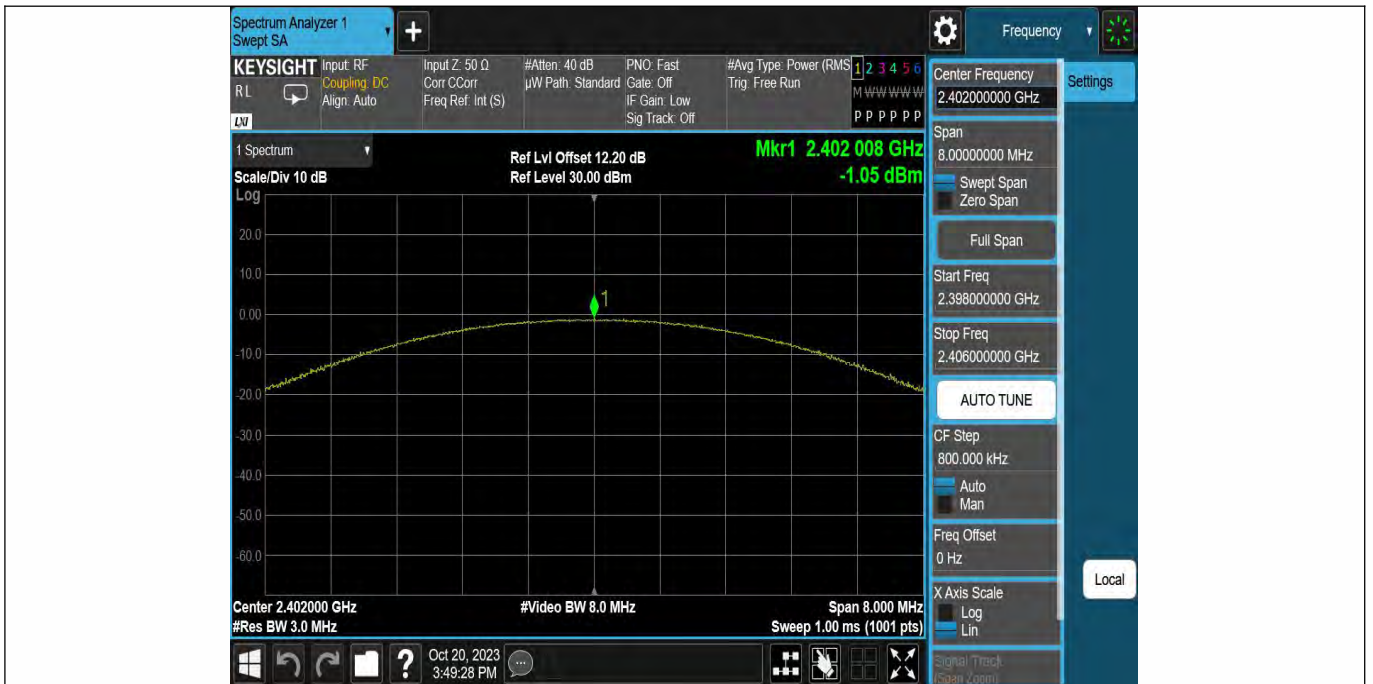 Spectrum Analyzer 1
Swept SA
+
Frequency
KEYSIGHT
RL
LXI
Input: RF
Coupling: DC
Align: Auto
Input Z: 50 Ω
Corr CCorr
Freq Ref: Int (S)
#Atten: 40 dB
µW Path: Standard
PNO: Fast
Gate: Off
IF Gain: Low
Sig Track: Off
#Avg Type: Power (RMS
Trig: Free Run
1 2 3 4 5 6
M W W W W W
P P P P P P
1 Spectrum
Scale/Div 10 dB
Ref Lvl Offset 12.20 dB
Ref Level 30.00 dBm
Mkr1 2.402 008 GHz
-1.05 dBm
Log
20.0
10.0
0.00
-10.0
-20.0
-30.0
-40.0
-50.0
-60.0
1
Center 2.402000 GHz
#Res BW 3.0 MHz
#Video BW 8.0 MHz
Span 8.000 MHz
Sweep 1.00 ms (1001 pts)
Center Frequency
2.402000000 GHz
Span
8.00000000 MHz
Swept Span
Zero Span
Full Span
Start Freq
2.398000000 GHz
Stop Freq
2.406000000 GHz
AUTO TUNE
CF Step
800.000 kHz
Auto
Man
Freq Offset
0 Hz
X Axis Scale
Log
Lin
Signal Track
(Span Zoom)
Settings
Local
?
Oct 20, 2023
3:49:28 PM